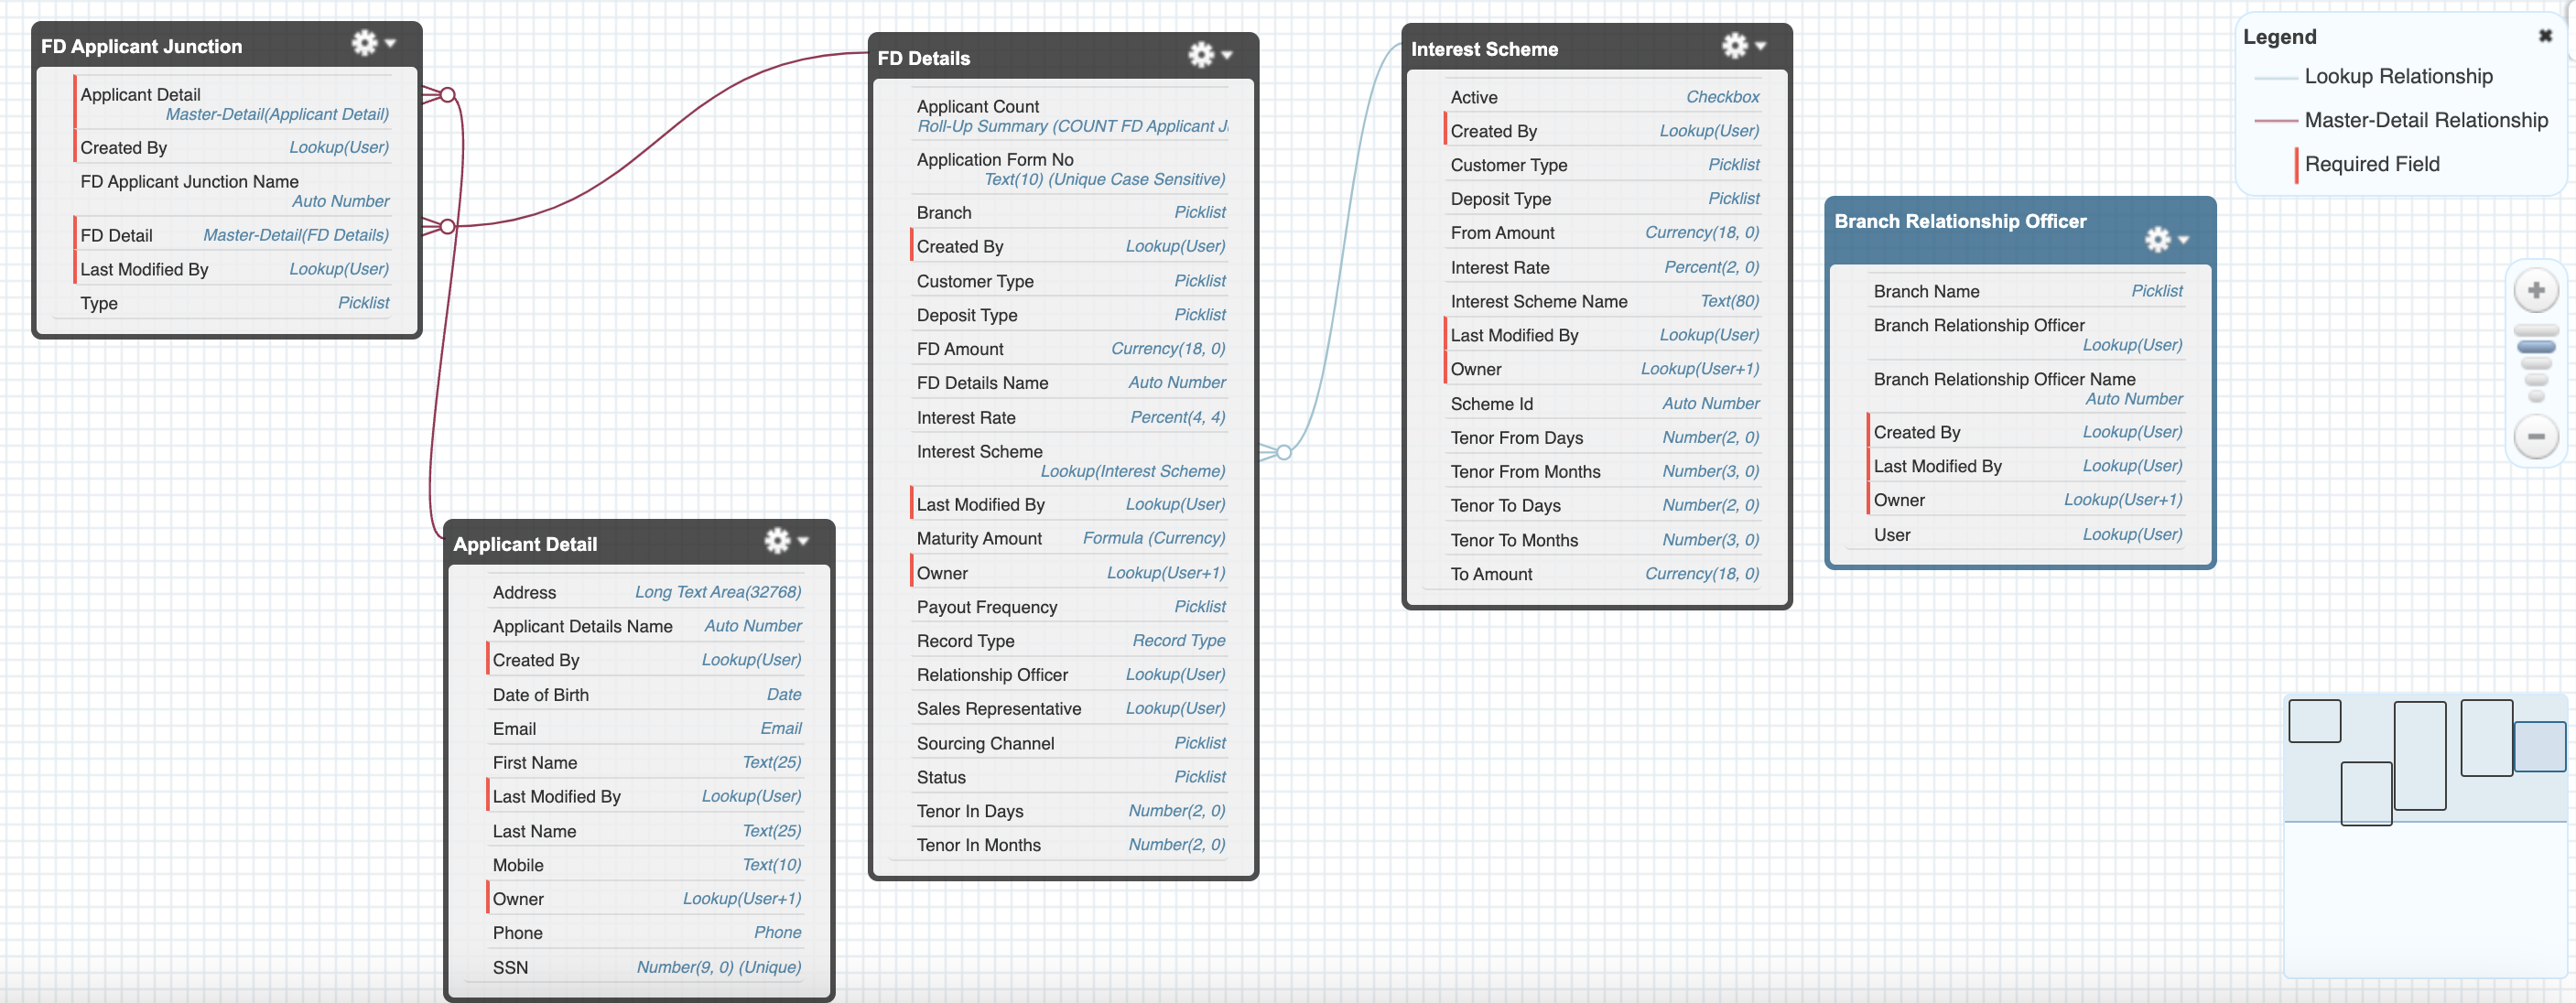 FD Applicant Junction
Applicant Detail
Master-Detail(Applicant Detail)
Created By Lookup(User)
FD Applicant Junction Name
Auto Number
FD Detail Master-Detail(FD Details)
Last Modified By Lookup(User)
Type Picklist
Applicant Detail
Address Long Text Area(32768)
Applicant Details Name Auto Number
Created By Lookup(User)
Date of Birth Date
Email Email
First Name Text(25)
Last Modified By Lookup(User)
Last Name Text(25)
Mobile Text(10)
Owner Lookup(User+1)
Phone Phone
SSN Number(9, 0) (Unique)
FD Details
Applicant Count
Roll-Up Summary (COUNT FD Applicant J
Application Form No
Text(10) (Unique Case Sensitive)
Branch Picklist
Created By Lookup(User)
Customer Type Picklist
Deposit Type Picklist
FD Amount Currency(18, 0)
FD Details Name Auto Number
Interest Rate Percent(4, 4)
Interest Scheme
Lookup(Interest Scheme)
Last Modified By Lookup(User)
Maturity Amount Formula (Currency)
Owner Lookup(User+1)
Payout Frequency Picklist
Record Type Record Type
Relationship Officer Lookup(User)
Sales Representative Lookup(User)
Sourcing Channel Picklist
Status Picklist
Tenor In Days Number(2, 0)
Tenor In Months Number(2, 0)
Interest Scheme
Active Checkbox
Created By Lookup(User)
Customer Type Picklist
Deposit Type Picklist
From Amount Currency(18, 0)
Interest Rate Percent(2, 0)
Interest Scheme Name Text(80)
Last Modified By Lookup(User)
Owner Lookup(User+1)
Scheme Id Auto Number
Tenor From Days Number(2, 0)
Tenor From Months Number(3, 0)
Tenor To Days Number(2, 0)
Tenor To Months Number(3, 0)
To Amount Currency(18, 0)
Branch Relationship Officer
Branch Name Picklist
Branch Relationship Officer
Lookup(User)
Branch Relationship Officer Name
Auto Number
Created By Lookup(User)
Last Modified By Lookup(User)
Owner Lookup(User+1)
User Lookup(User)
Legend
Lookup Relationship
Master-Detail Relationship
Required Field